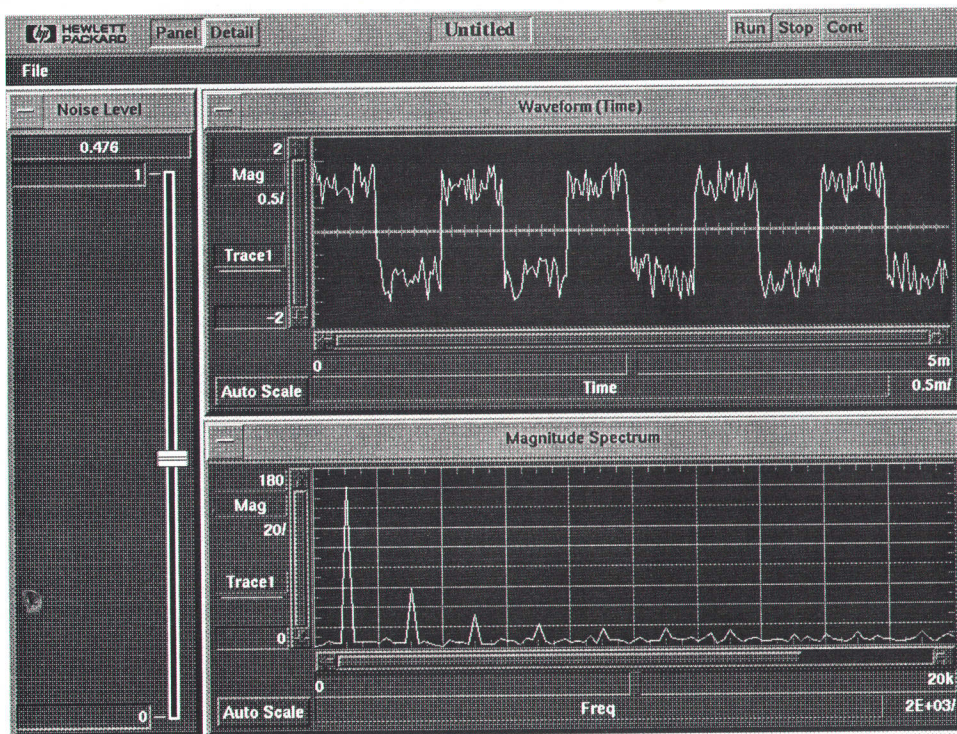 hp HEWLETT PACKARD
Panel Detail
Untitled
Run Stop Cont
File
Noise Level
0.476
1
0
Waveform (Time)
2
Mag
0.5/
Trace1
-2
0
5m
Auto Scale
Time
0.5m/
Magnitude Spectrum
180
Mag
20/
Trace1
0
0
20k
Auto Scale
Freq
2E+03/